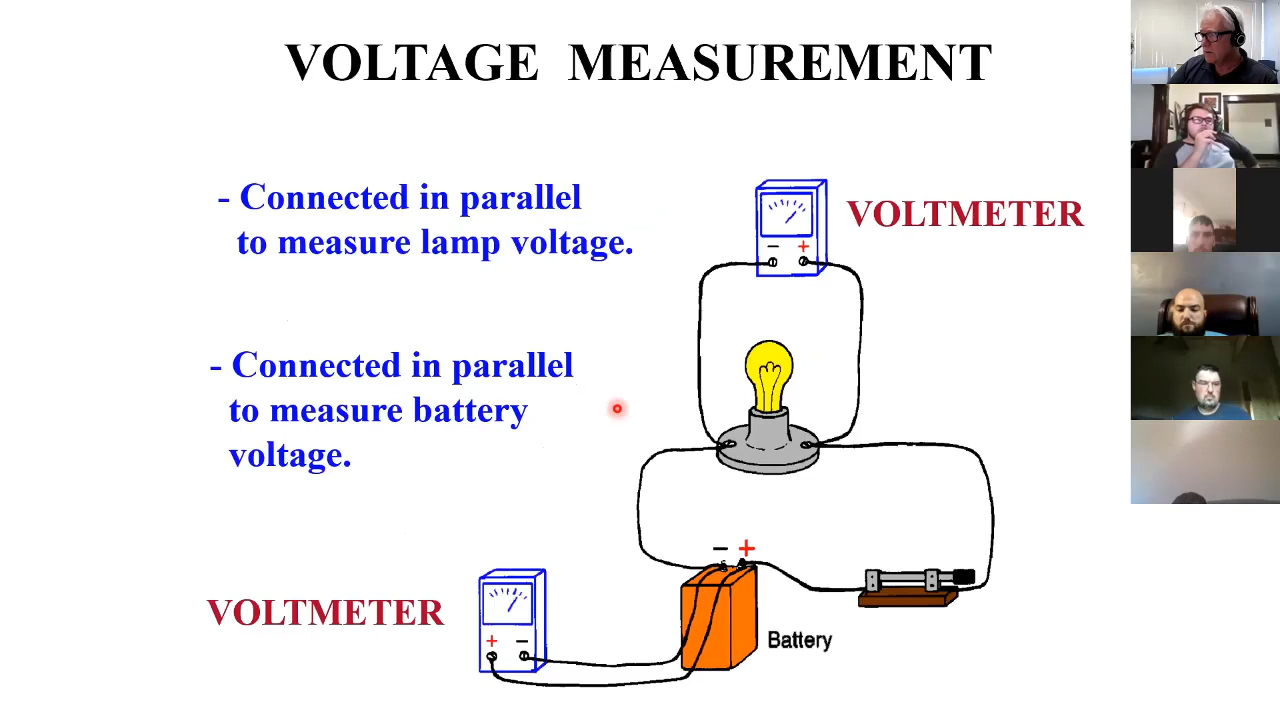 VOLTAGE MEASUREMENT
- Connected in parallel
to measure lamp voltage.
VOLTMETER
- +
- Connected in parallel
to measure battery
voltage.
- +
VOLTMETER
+ -
Battery